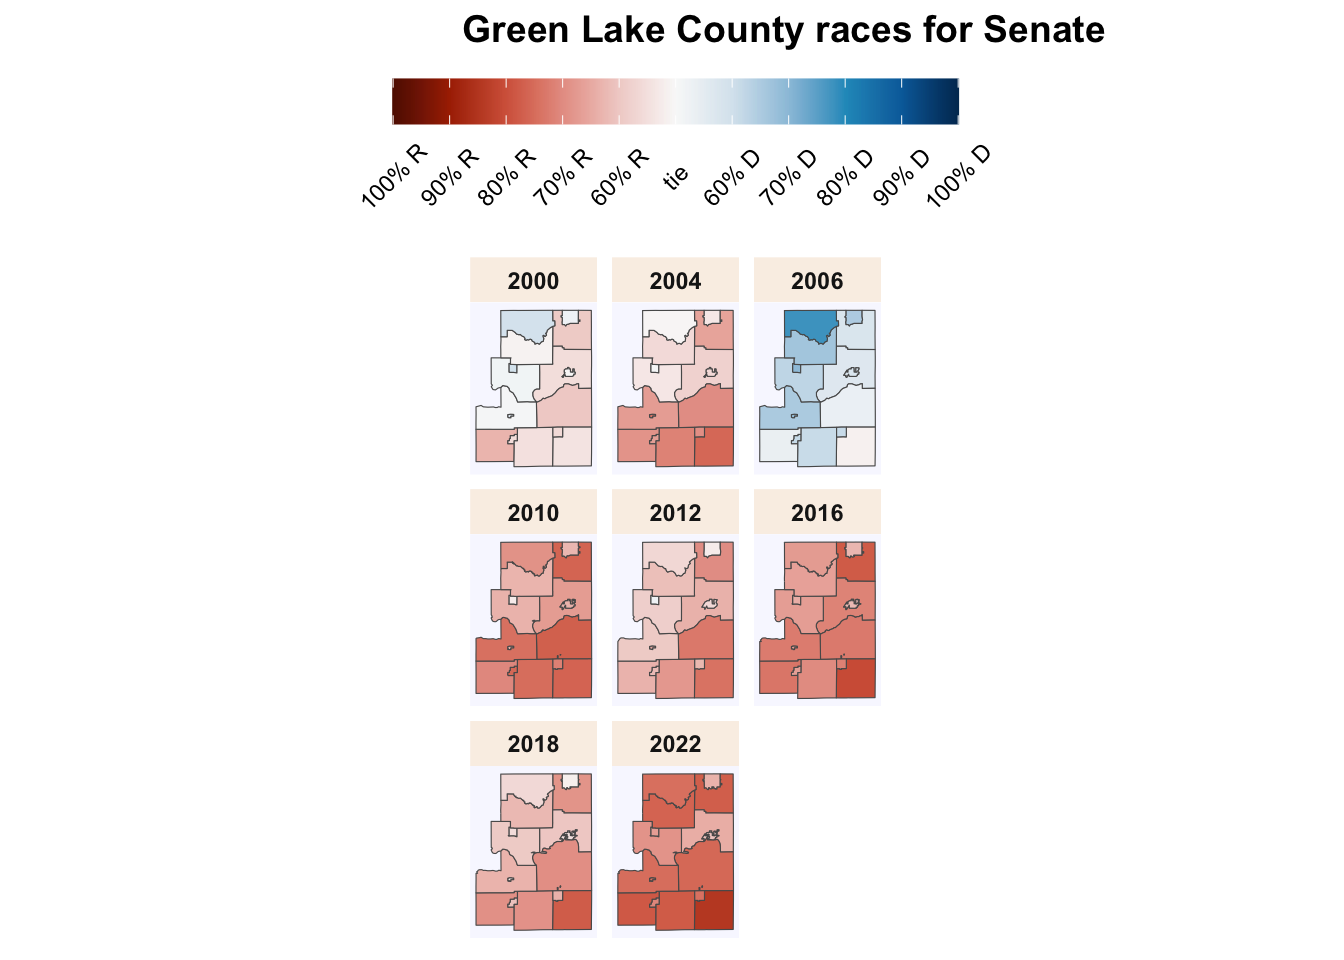 Green Lake County races for Senate
100% R
90% R
80% R
70% R
60% R
tie
60% D
70% D
80% D
90% D
100% D
2000
2004
2006
2010
2012
2016
2018
2022